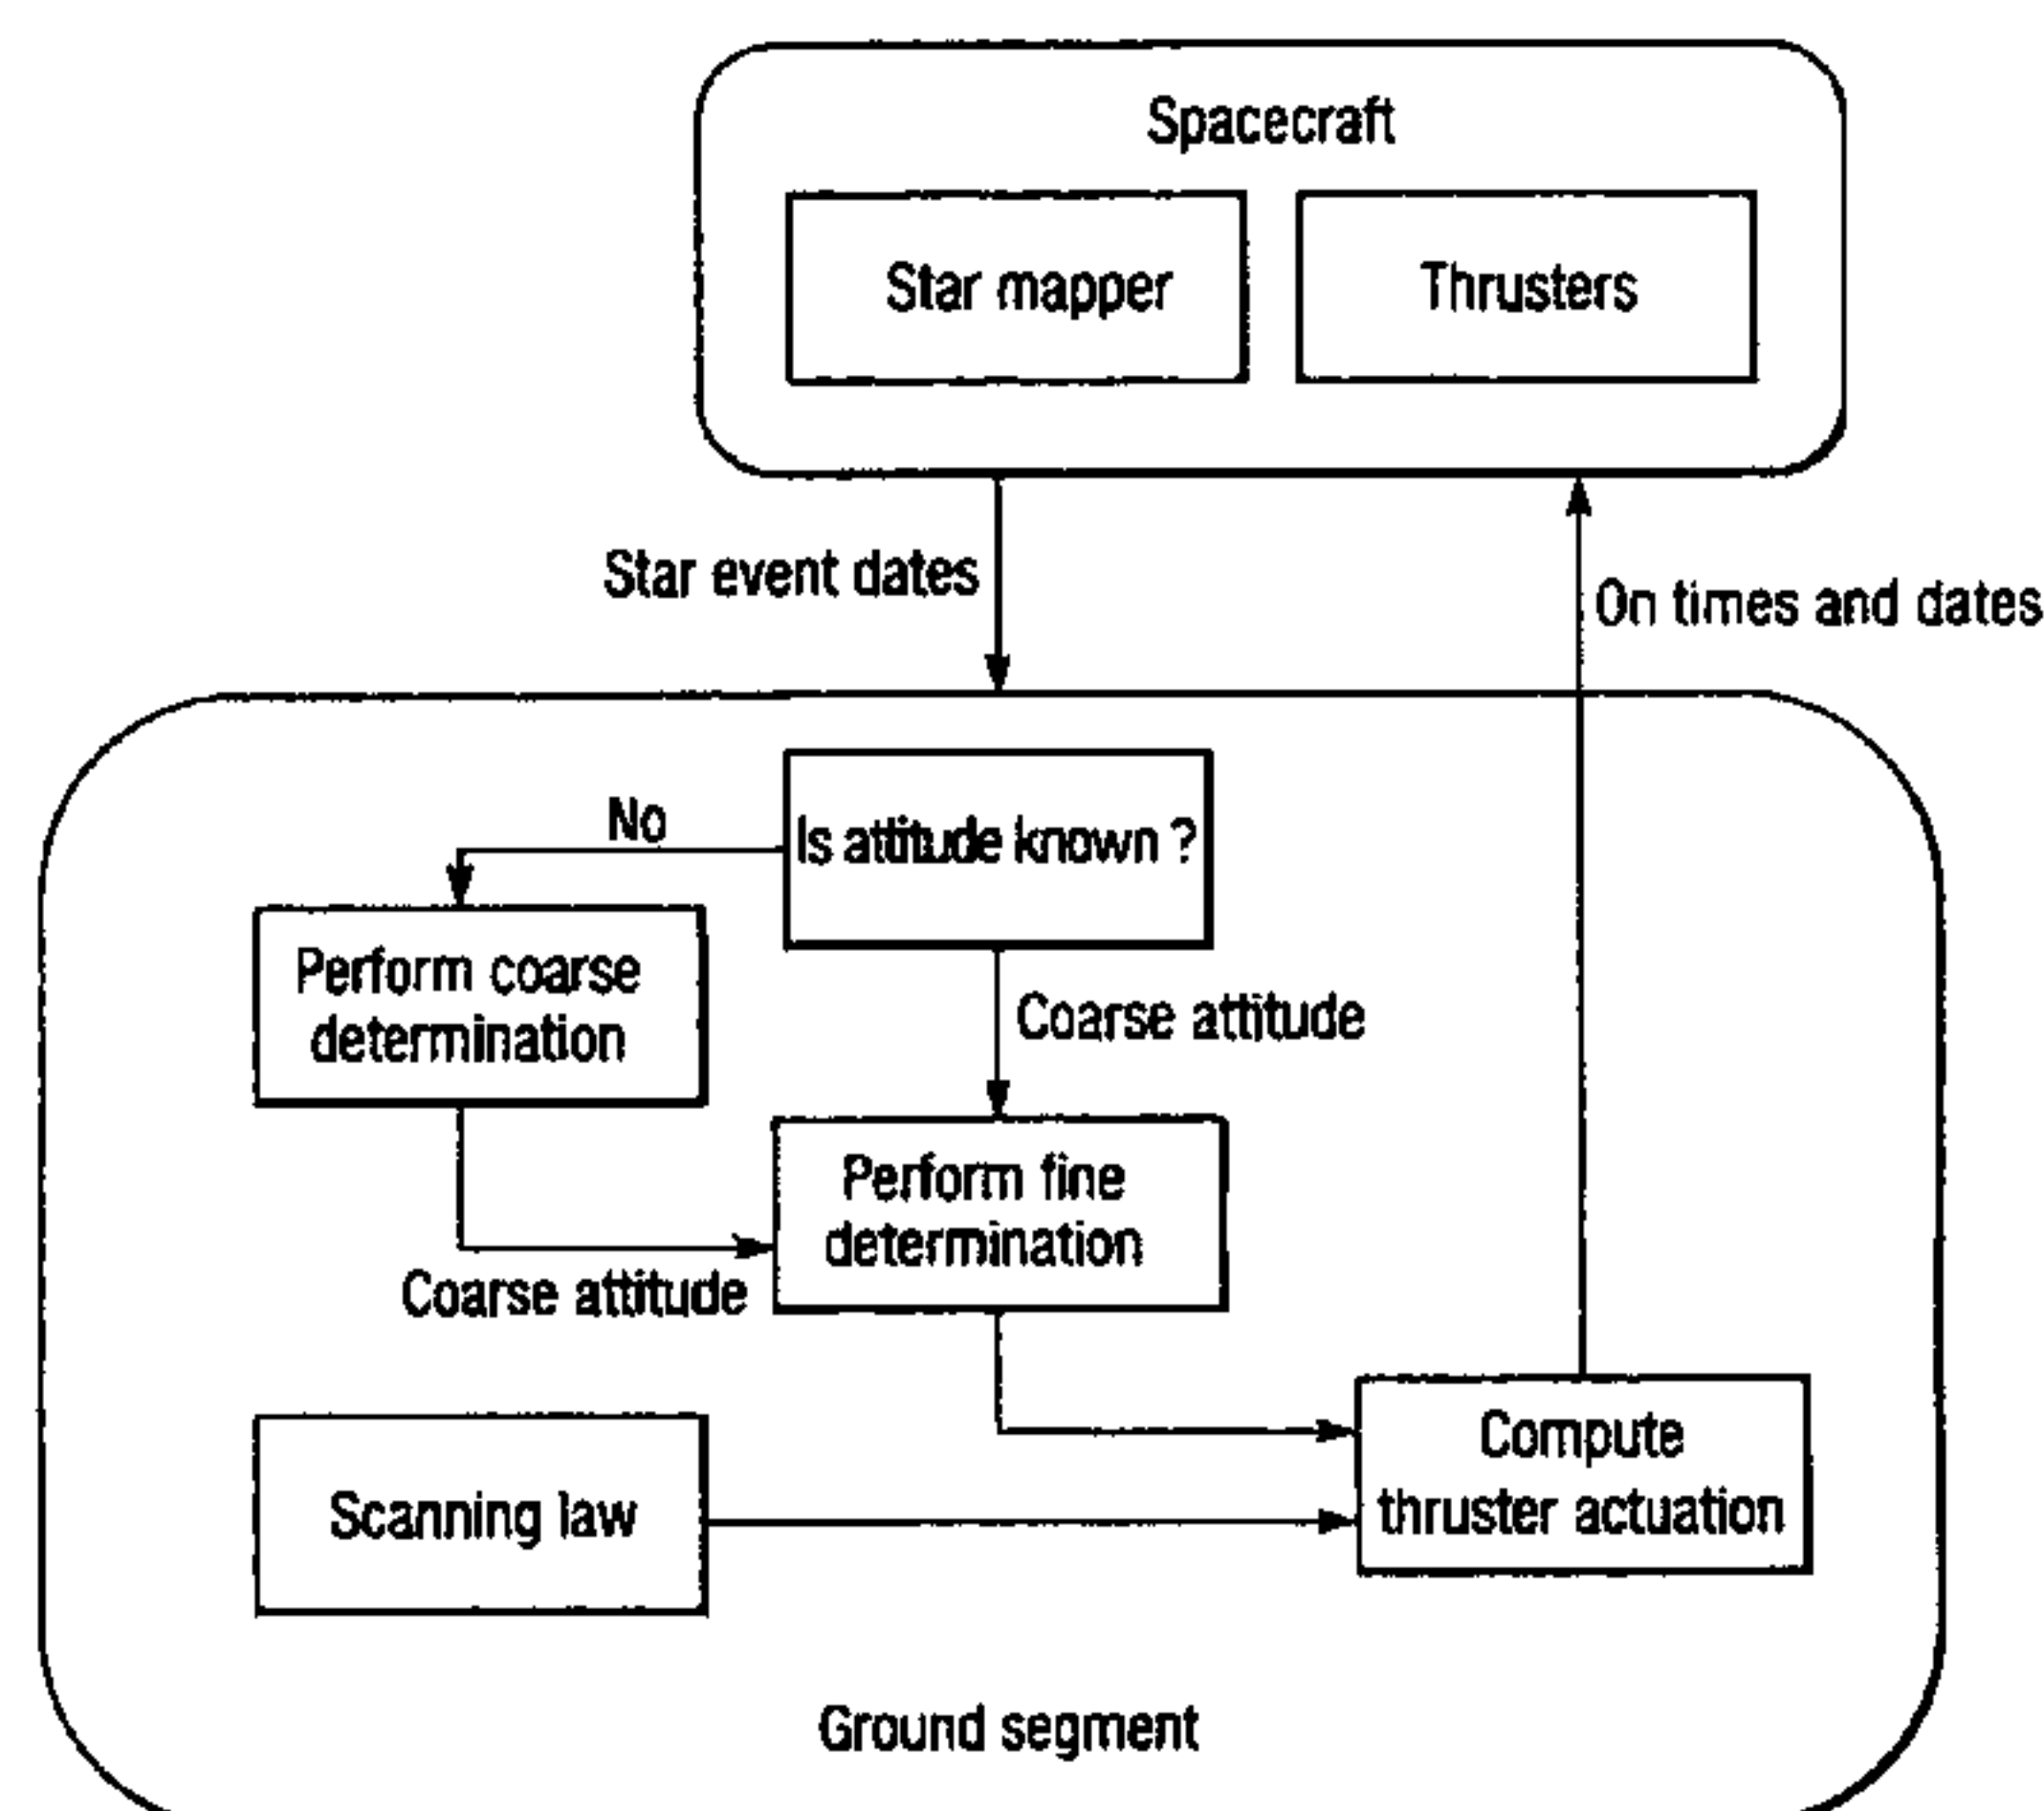 Spacecraft
Star mapper
Thrusters
Star event dates
On times and dates
No
Is attitude known ?
Perform coarse
determination
Coarse attitude
Perform fine
determination
Coarse attitude
Compute
thruster actuation
Scanning law
Ground segment